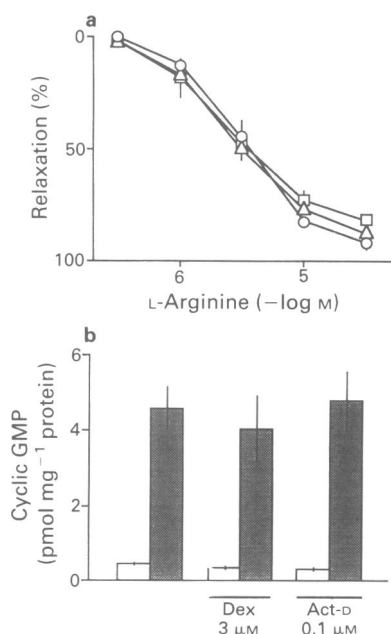 a
0
50
100
Relaxation (%)
6 5
L-Arginine (−log M)
b
6
4
2
0
Cyclic GMP
(pmol mg⁻¹ protein)
Dex Act-D
3 μM 0.1 μM